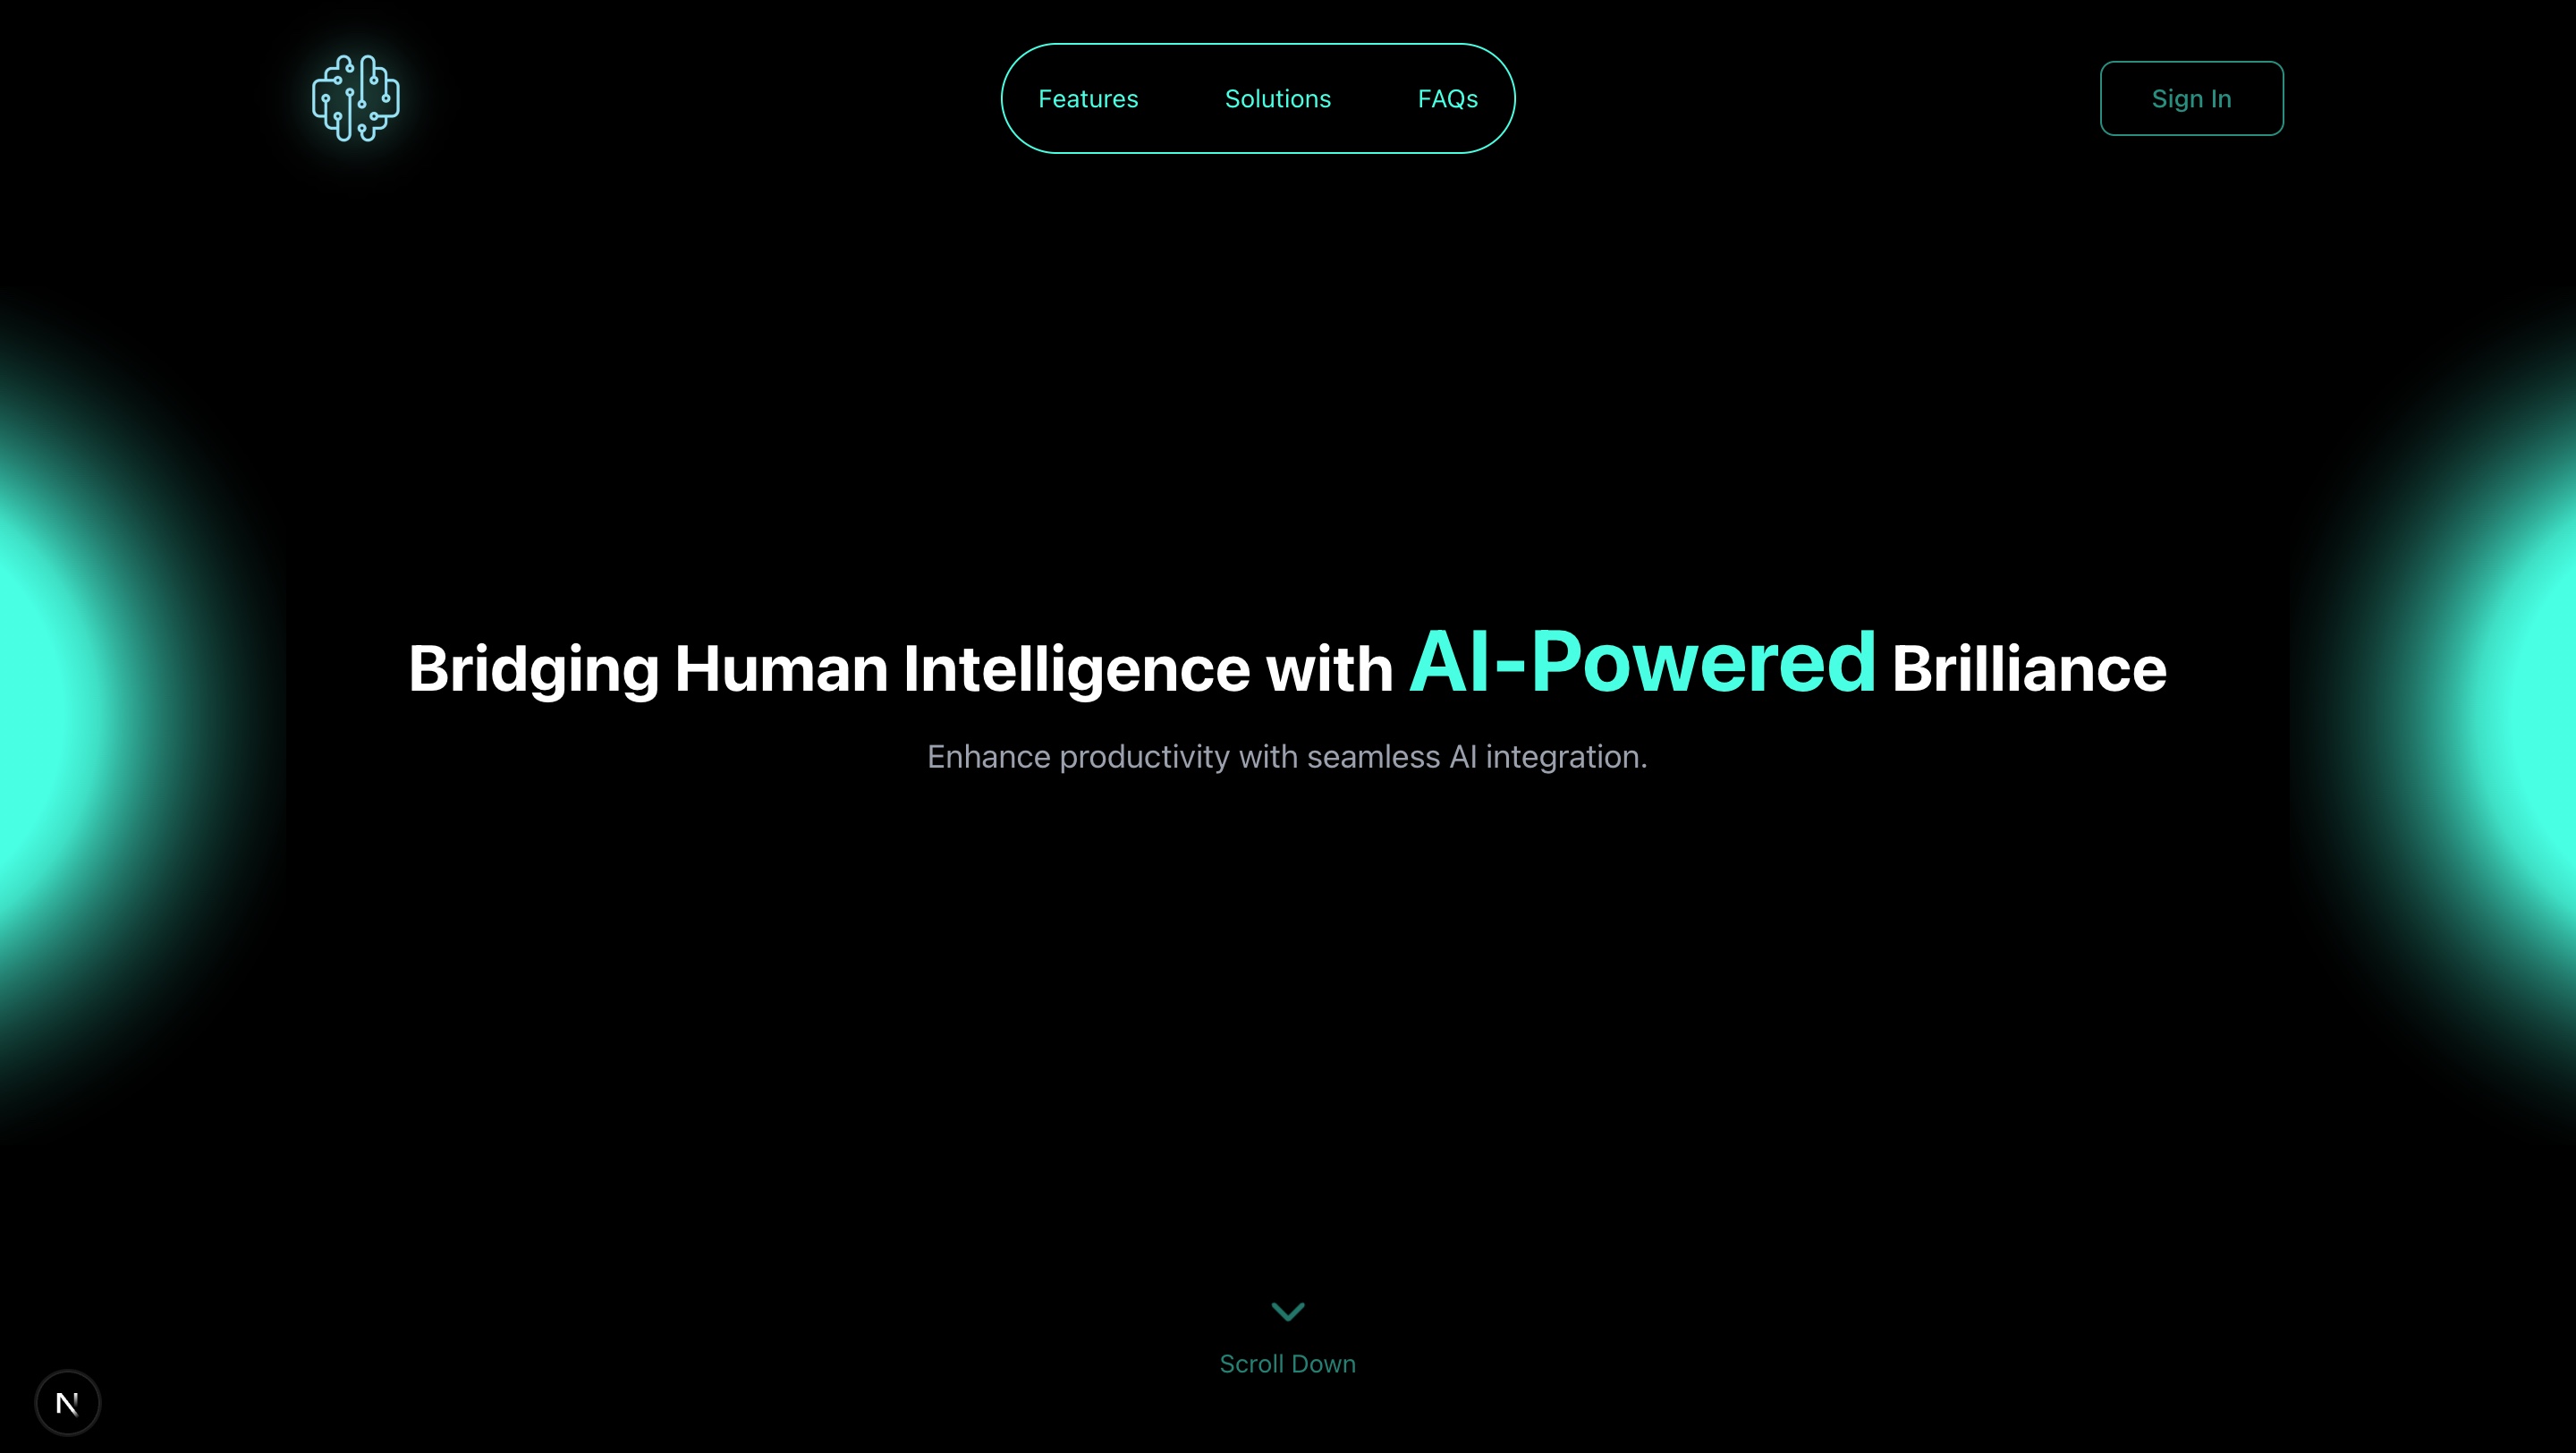 Features Solutions FAQs Sign In
Bridging Human Intelligence with AI-Powered Brilliance
Enhance productivity with seamless AI integration.
Scroll Down
N